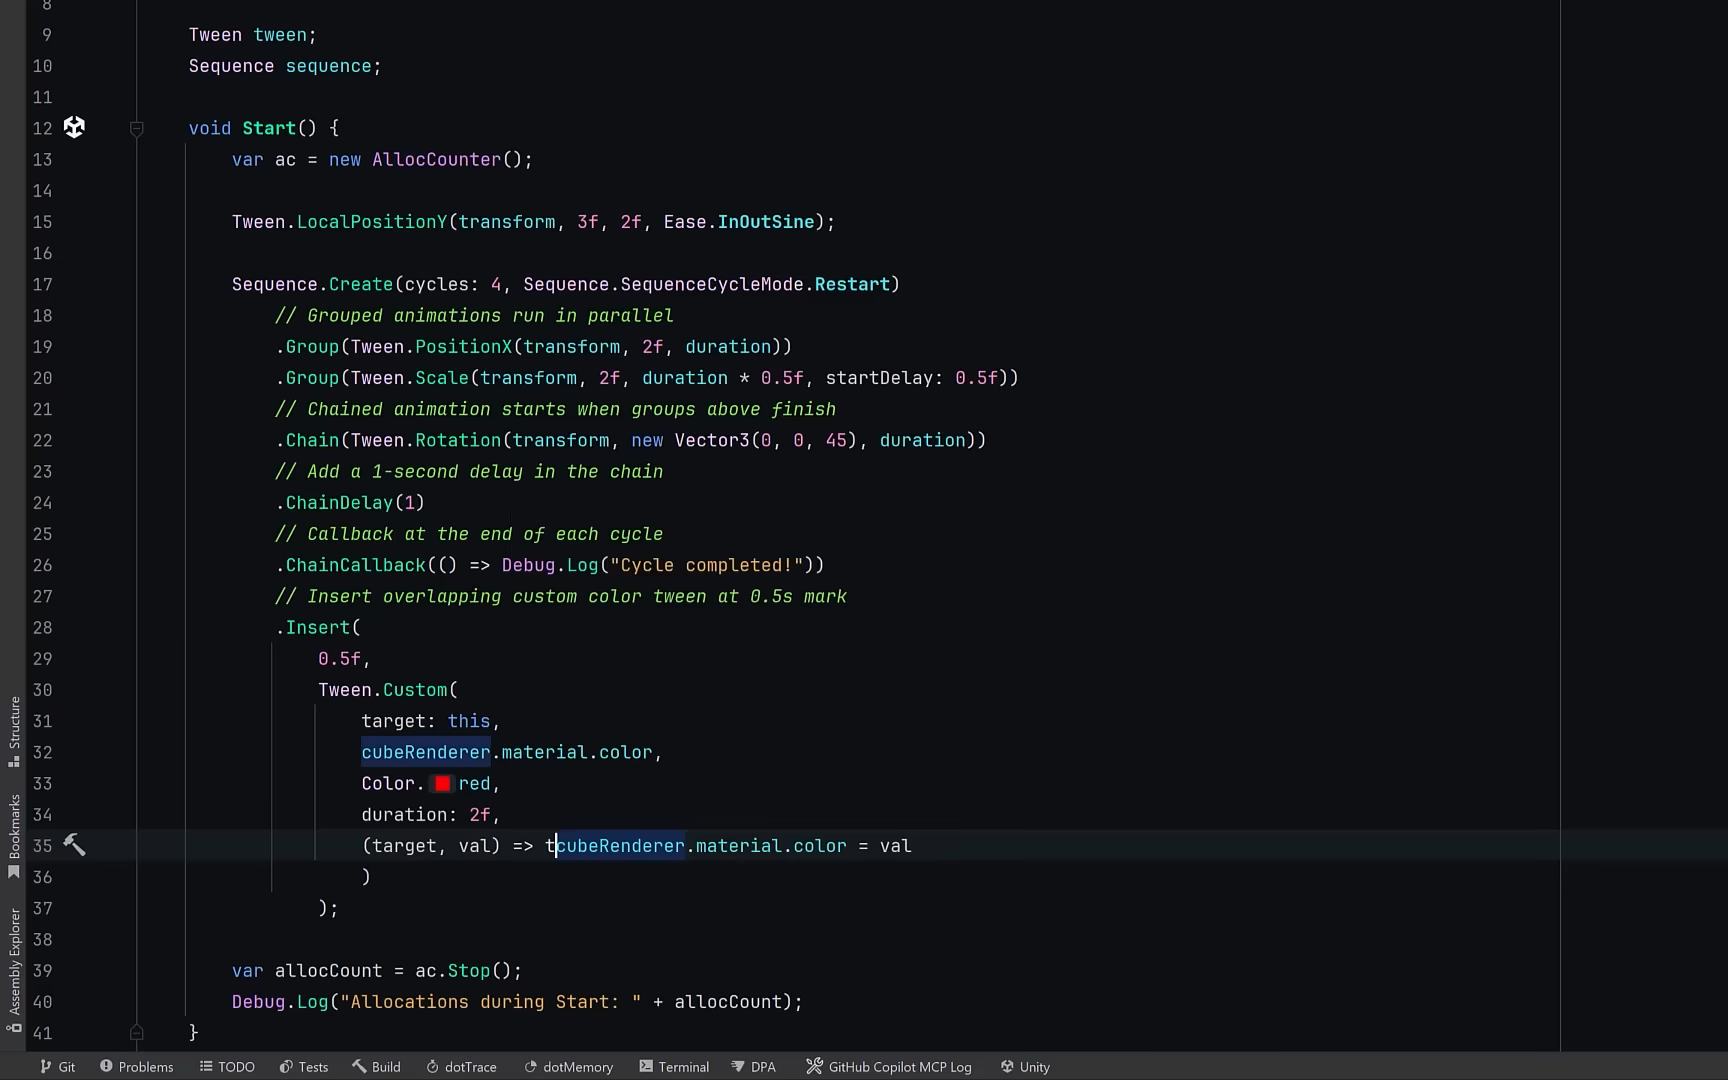 8
9 Tween tween;
10 Sequence sequence;
11
12 void Start() {
13 var ac = new AllocCounter();
14
15 Tween.LocalPositionY(transform, 3f, 2f, Ease.InOutSine);
16
17 Sequence.Create(cycles: 4, Sequence.SequenceCycleMode.Restart)
18 // Grouped animations run in parallel
19 .Group(Tween.PositionX(transform, 2f, duration))
20 .Group(Tween.Scale(transform, 2f, duration * 0.5f, startDelay: 0.5f))
21 // Chained animation starts when groups above finish
22 .Chain(Tween.Rotation(transform, new Vector3(0, 0, 45), duration))
23 // Add a 1-second delay in the chain
24 .ChainDelay(1)
25 // Callback at the end of each cycle
26 .ChainCallback(() => Debug.Log("Cycle completed!"))
27 // Insert overlapping custom color tween at 0.5s mark
28 .Insert(
29 0.5f,
30 Tween.Custom(
31 target: this,
32 cubeRenderer.material.color,
33 Color. red,
34 duration: 2f,
35 (target, val) => tcubeRenderer.material.color = val
36 )
37 );
38
39 var allocCount = ac.Stop();
40 Debug.Log("Allocations during Start: " + allocCount);
41 }
Structure
Bookmarks
Assembly Explorer
Git Problems TODO Tests Build dotTrace dotMemory Terminal DPA GitHub Copilot MCP Log Unity